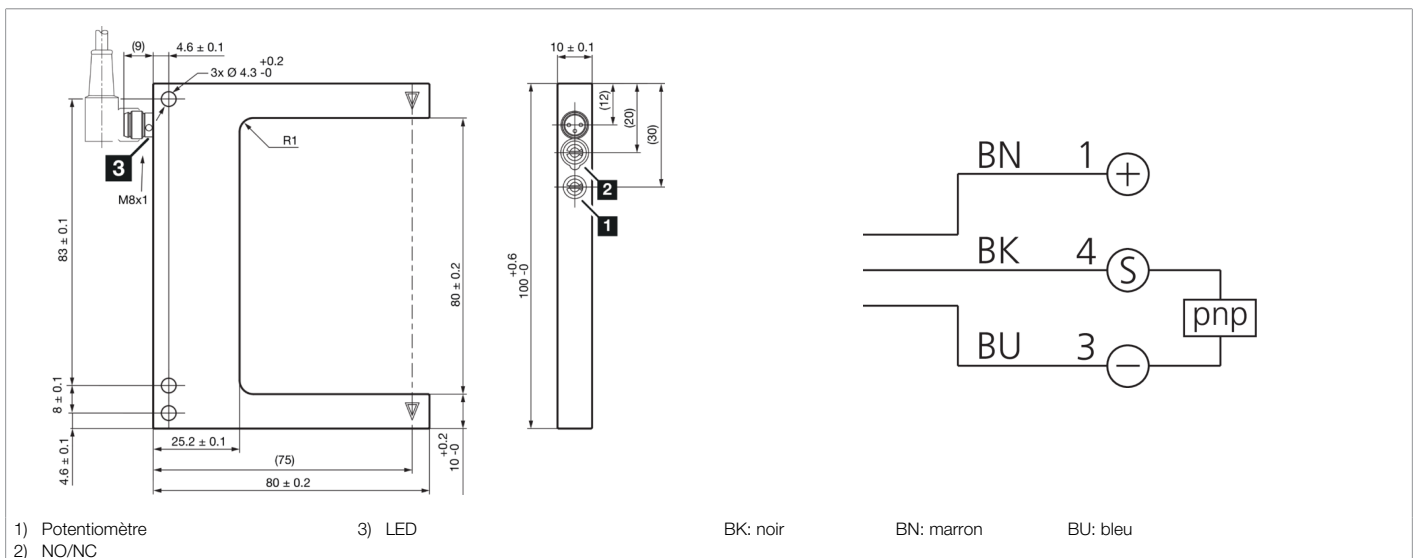 (9)
4.6 ± 0.1
3x Ø 4.3 +0.2 -0
R1
3
M8x1
83 ± 0.1
80 ± 0.2
8 ± 0.1
4.6 ± 0.1
25.2 ± 0.1
(75)
80 ± 0.2
+0.2
10 -0
10 ± 0.1
(12)
(20)
(30)
2
1
+0.6
100 -0
BN 1 +
BK 4 S
pnp
BU 3 −
1) Potentiomètre 3) LED BK: noir BN: marron BU: bleu
2) NO/NC